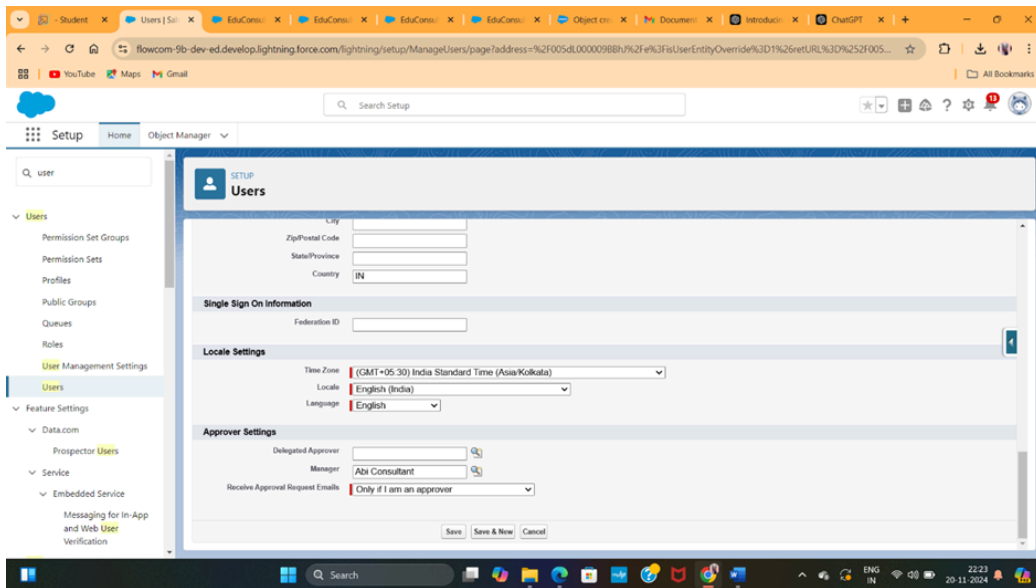 - Student
Users | Sal
EduConsul
EduConsul
EduConsul
EduConsul
Object cre
Document
Introducin
ChatGPT
flowcom-9b-dev-ed.develop.lightning.force.com/lightning/setup/ManageUsers/page?address=%2F005dL000009BBhJ%2Fe%3FisUserEntityOverride%3D1%26retURL%3D%252F005...
YouTube Maps Gmail All Bookmarks
Search Setup
13
Setup Home Object Manager
user
SETUP
Users
Users
Permission Set Groups
Permission Sets
Profiles
Public Groups
Queues
Roles
User Management Settings
Users
Feature Settings
Data.com
Prospector Users
Service
Embedded Service
Messaging for In-App
and Web User
Verification
City
Zip/Postal Code
State/Province
Country IN
Single Sign On Information
Federation ID
Locale Settings
Time Zone (GMT+05:30) India Standard Time (Asia/Kolkata)
Locale English (India)
Language English
Approver Settings
Delegated Approver
Manager Abi Consultant
Receive Approval Request Emails Only if I am an approver
Save Save & New Cancel
Search
ENG
IN
22:23
20-11-2024